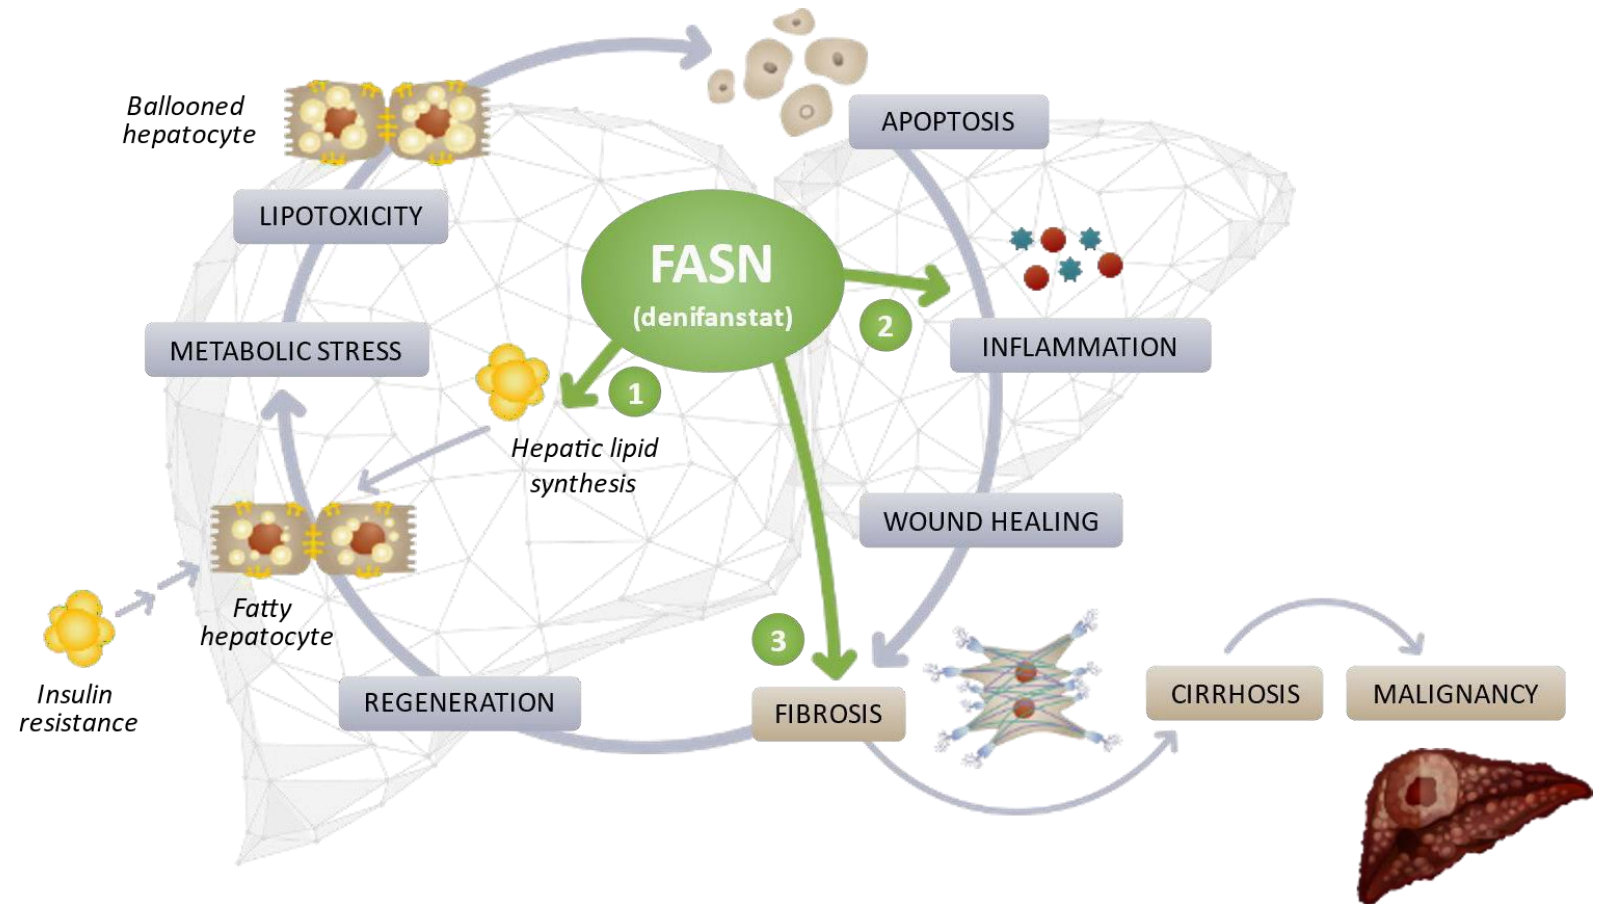 Ballooned
hepatocyte
APOPTOSIS
LIPOTOXICITY
FASN
(denifanstat)
2
METABOLIC STRESS
INFLAMMATION
1
Hepatic lipid
synthesis
WOUND HEALING
Fatty
hepatocyte
3
Insulin
resistance
REGENERATION
FIBROSIS
CIRRHOSIS
MALIGNANCY